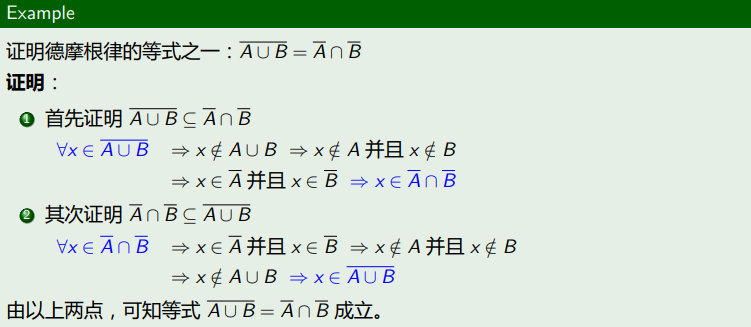 Example
证明德摩根律的等式之一：$\overline{A \cup B} = \overline{A} \cap \overline{B}$
证明：
1 首先证明 $\overline{A \cup B} \subseteq \overline{A} \cap \overline{B}$
$\forall x \in \overline{A \cup B}$ $\Rightarrow x \notin A \cup B$ $\Rightarrow x \notin A$ 并且 $x \notin B$
$\Rightarrow x \in \overline{A}$ 并且 $x \in \overline{B}$ $\Rightarrow x \in \overline{A} \cap \overline{B}$
2 其次证明 $\overline{A} \cap \overline{B} \subseteq \overline{A \cup B}$
$\forall x \in \overline{A} \cap \overline{B}$ $\Rightarrow x \in \overline{A}$ 并且 $x \in \overline{B}$ $\Rightarrow x \notin A$ 并且 $x \notin B$
$\Rightarrow x \notin A \cup B$ $\Rightarrow x \in \overline{A \cup B}$
由以上两点，可知等式 $\overline{A \cup B} = \overline{A} \cap \overline{B}$ 成立。